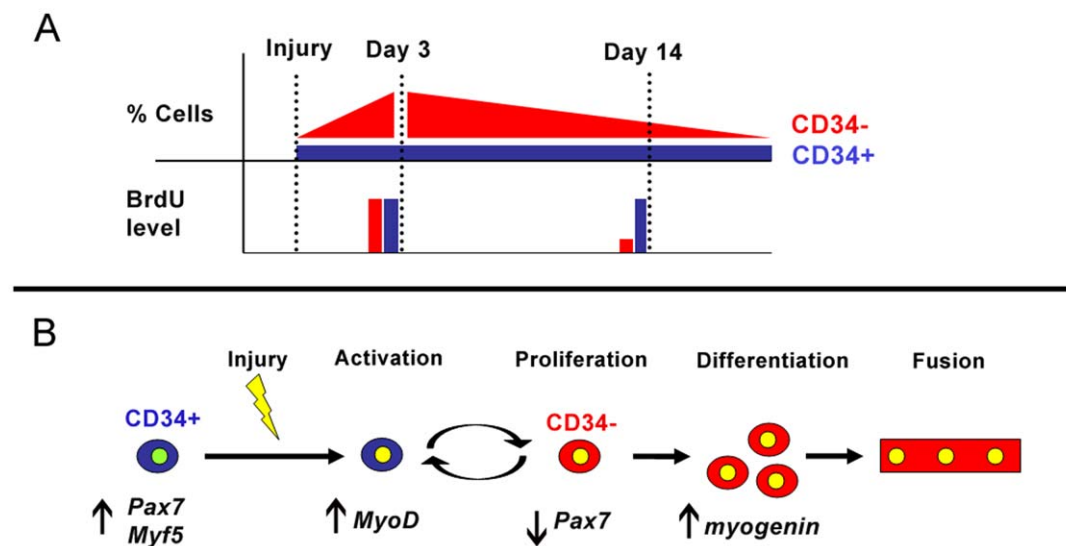 A
Injury
Day 3
Day 14
% Cells
CD34-
CD34+
BrdU
level
B
Injury
Activation
Proliferation
Differentiation
Fusion
CD34+
CD34-
Pax7
Myf5
MyoD
Pax7
myogenin